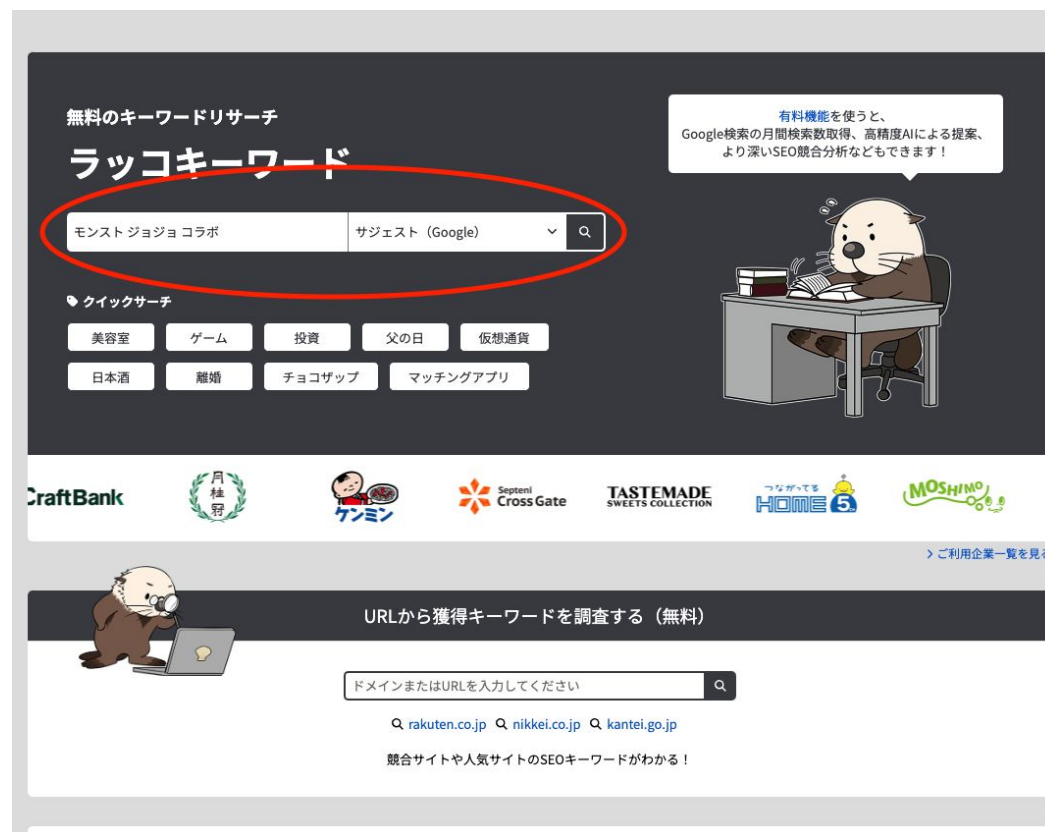 無料のキーワードリサーチ
ラッコキーワード
有料機能を使うと、
Google検索の月間検索数取得、高精度AIによる提案、
より深いSEO競合分析などもできます！
モンスト ジョジョ コラボ
サジェスト（Google）
クイックサーチ
美容室 ゲーム 投資 父の日 仮想通貨
日本酒 離婚 チョコザップ マッチングアプリ
CraftBank
月桂冠
ケンミン
Septeni
Cross Gate
TASTEMADE
SWEETS COLLECTION
つながってる
HOME 5G
MOSHIMO
ご利用企業一覧を見る
URLから獲得キーワードを調査する（無料）
ドメインまたはURLを入力してください
rakuten.co.jp nikkei.co.jp kantei.go.jp
競合サイトや人気サイトのSEOキーワードがわかる！